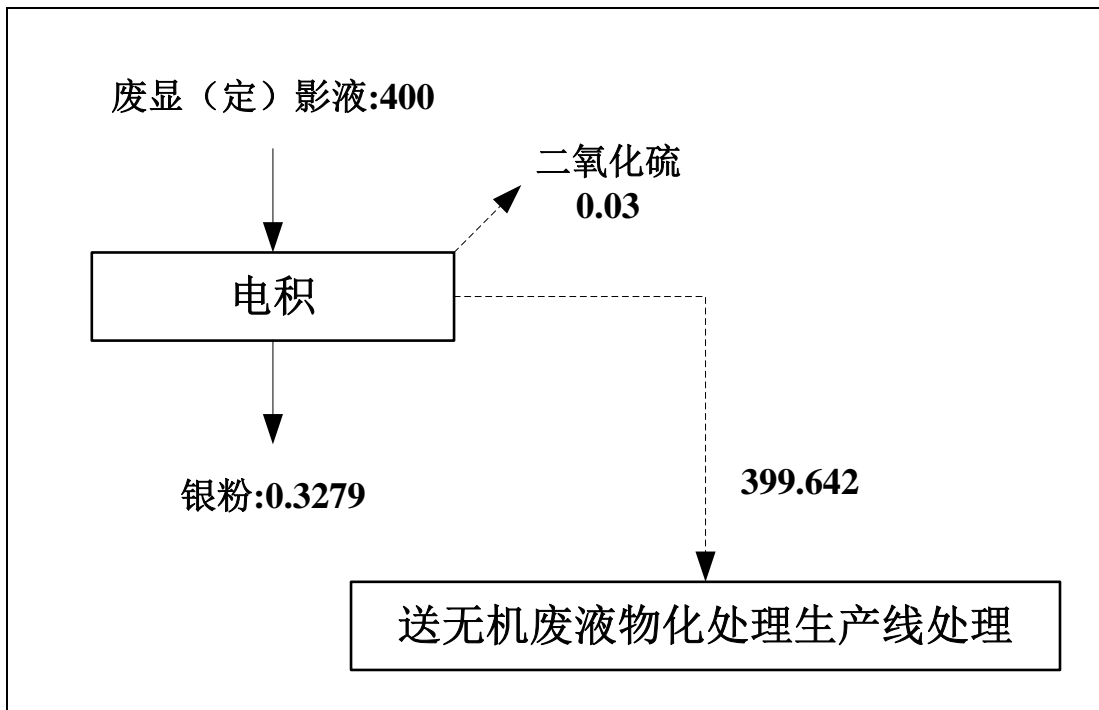 废显（定）影液:400
二氧化硫
0.03
电积
银粉:0.3279
399.642
送无机废液物化处理生产线处理